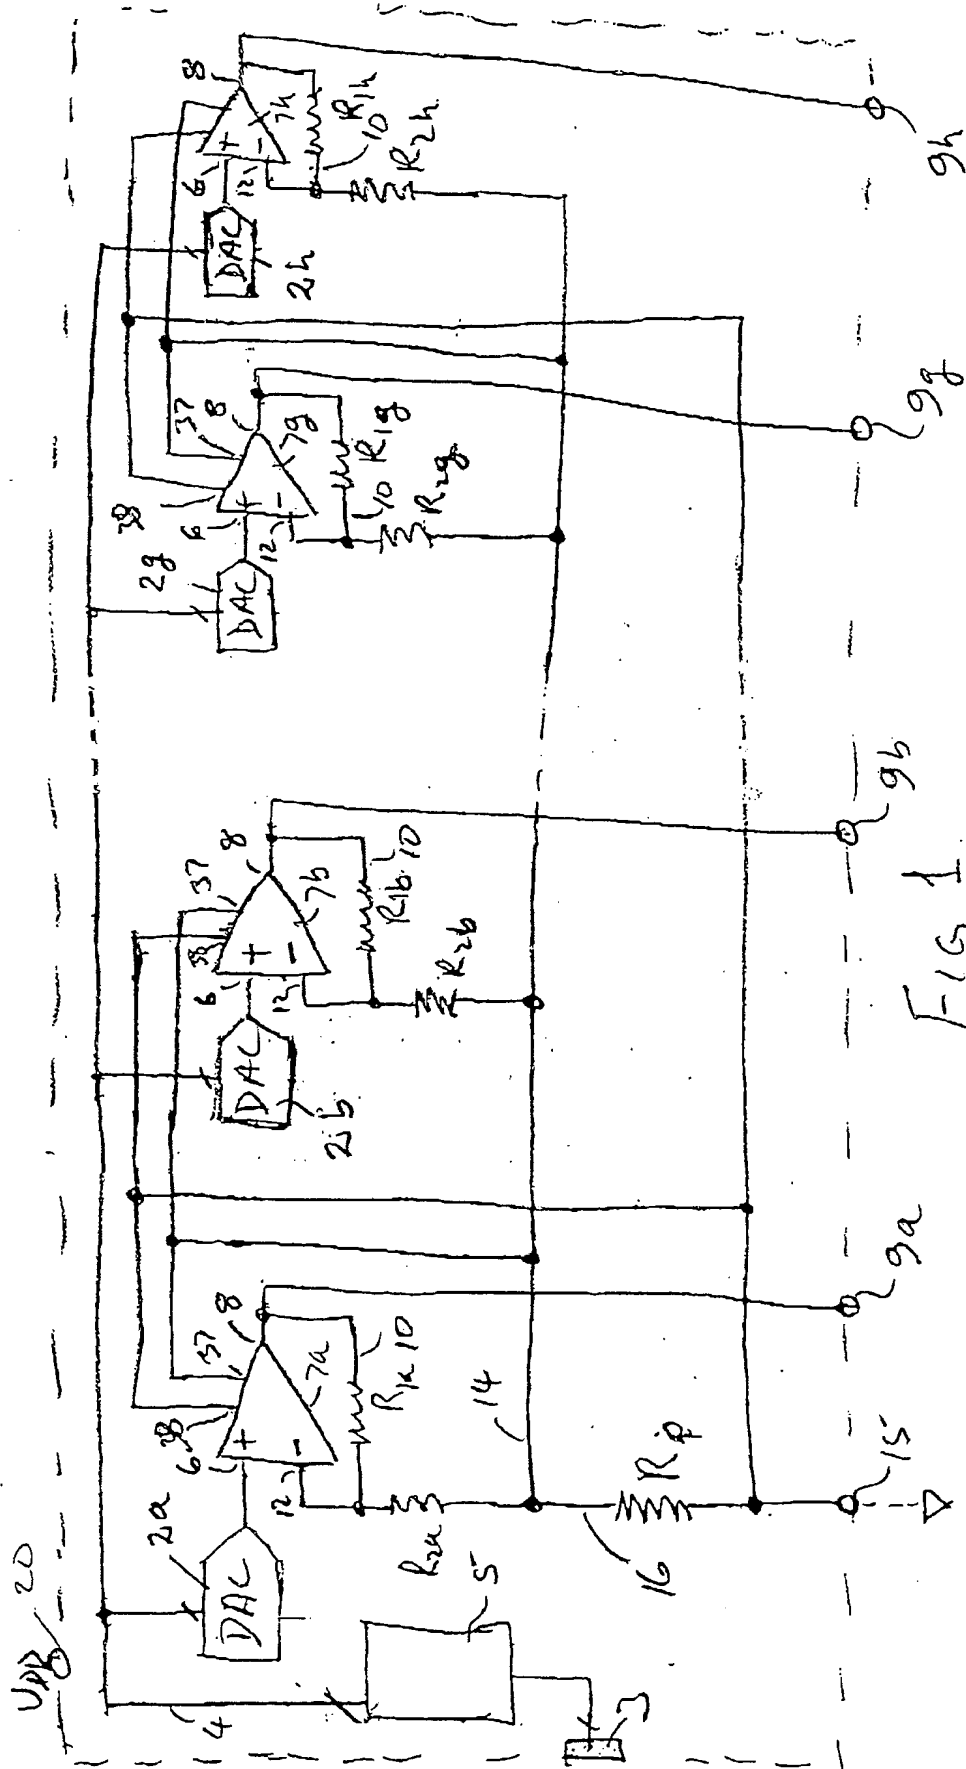 VDD 20
4
5
3
DAC
2a
6
38
37
8
+
-
7a
12
R1a 10
R2a
14
16
Rp
15
9a
DAC
2b
6
38
37
8
+
-
7b
12
R1b 10
R2b
9b
DAC
2g
6
38
37
8
+
-
7g
12
10 R1g
R2g
9g
DAC
2h
6
8
+
-
7h
12
10 R1h
R2h
9h
FIG 1.